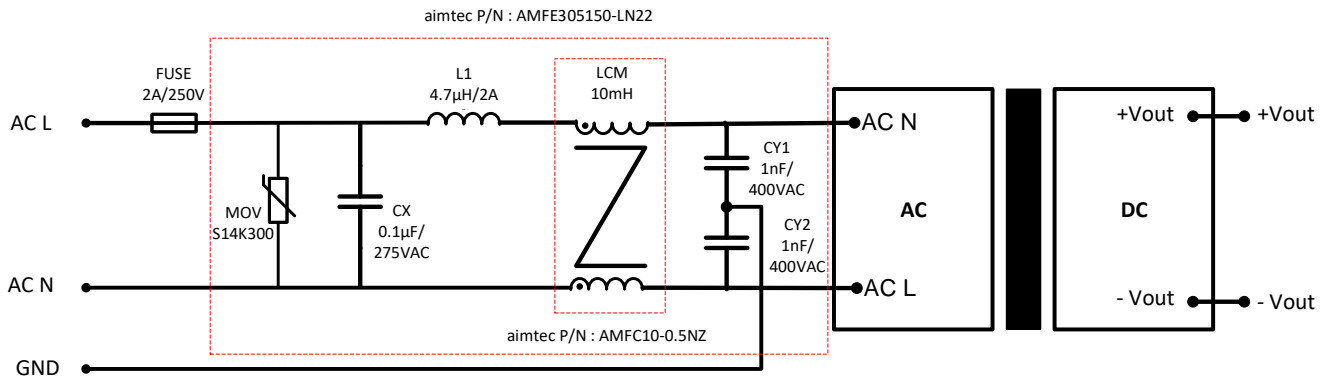 aimtec P/N : AMFE305150-LN22
FUSE
2A/250V
L1
4.7µH/2A
LCM
10mH
AC L
AC N
+Vout
+Vout
CY1
1nF/
400VAC
MOV
S14K300
CX
0.1µF/
275VAC
AC
DC
CY2
1nF/
400VAC
AC N
AC L
- Vout
- Vout
aimtec P/N : AMFC10-0.5NZ
GND